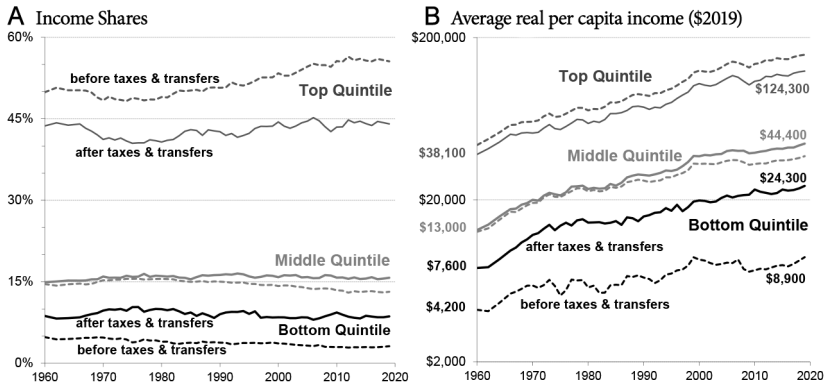 A Income Shares
60%
45%
30%
15%
0%
before taxes & transfers
Top Quintile
after taxes & transfers
Middle Quintile
after taxes & transfers
Bottom Quintile
before taxes & transfers
1960 1970 1980 1990 2000 2010 2020
B Average real per capita income ($2019)
$200,000
$38,100
$20,000
$13,000
$7,600
$4,200
$2,000
Top Quintile
$124,300
$44,400
Middle Quintile
$24,300
Bottom Quintile
after taxes & transfers
$8,900
before taxes & transfers
1960 1970 1980 1990 2000 2010 2020